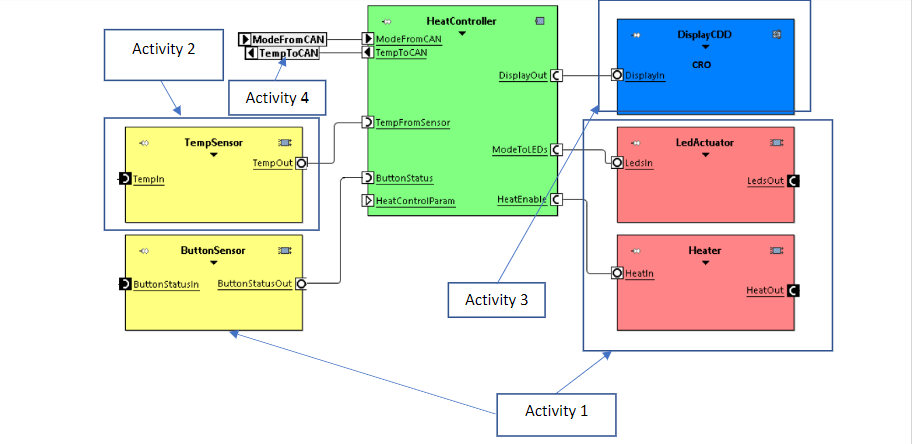 Activity 2
Activity 4
ModeFromCAN
TempToCAN
HeatController
ModeFromCAN
TempToCAN
DisplayOut
TempFromSensor
ModeToLEDs
ButtonStatus
HeatControlParam
HeatEnable
DisplayCDD
CRO
DisplayIn
TempSensor
TempOut
TempIn
LedActuator
LedsIn
LedsOut
ButtonSensor
ButtonStatusIn
ButtonStatusOut
Heater
HeatIn
HeatOut
Activity 3
Activity 1